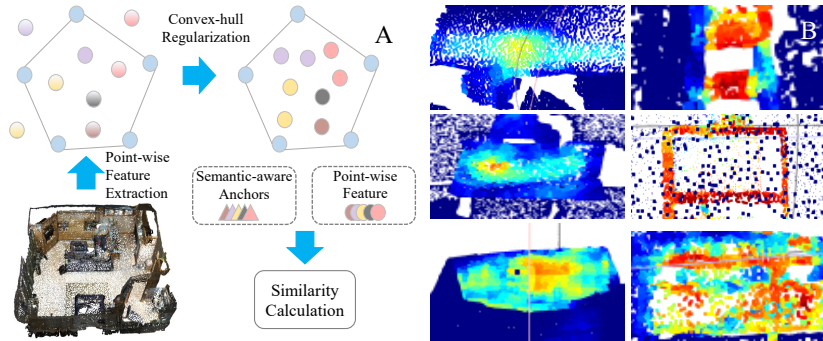 Convex-hull
Regularization
A
B
Point-wise
Feature
Extraction
Semantic-aware
Anchors
Point-wise
Feature
Similarity
Calculation